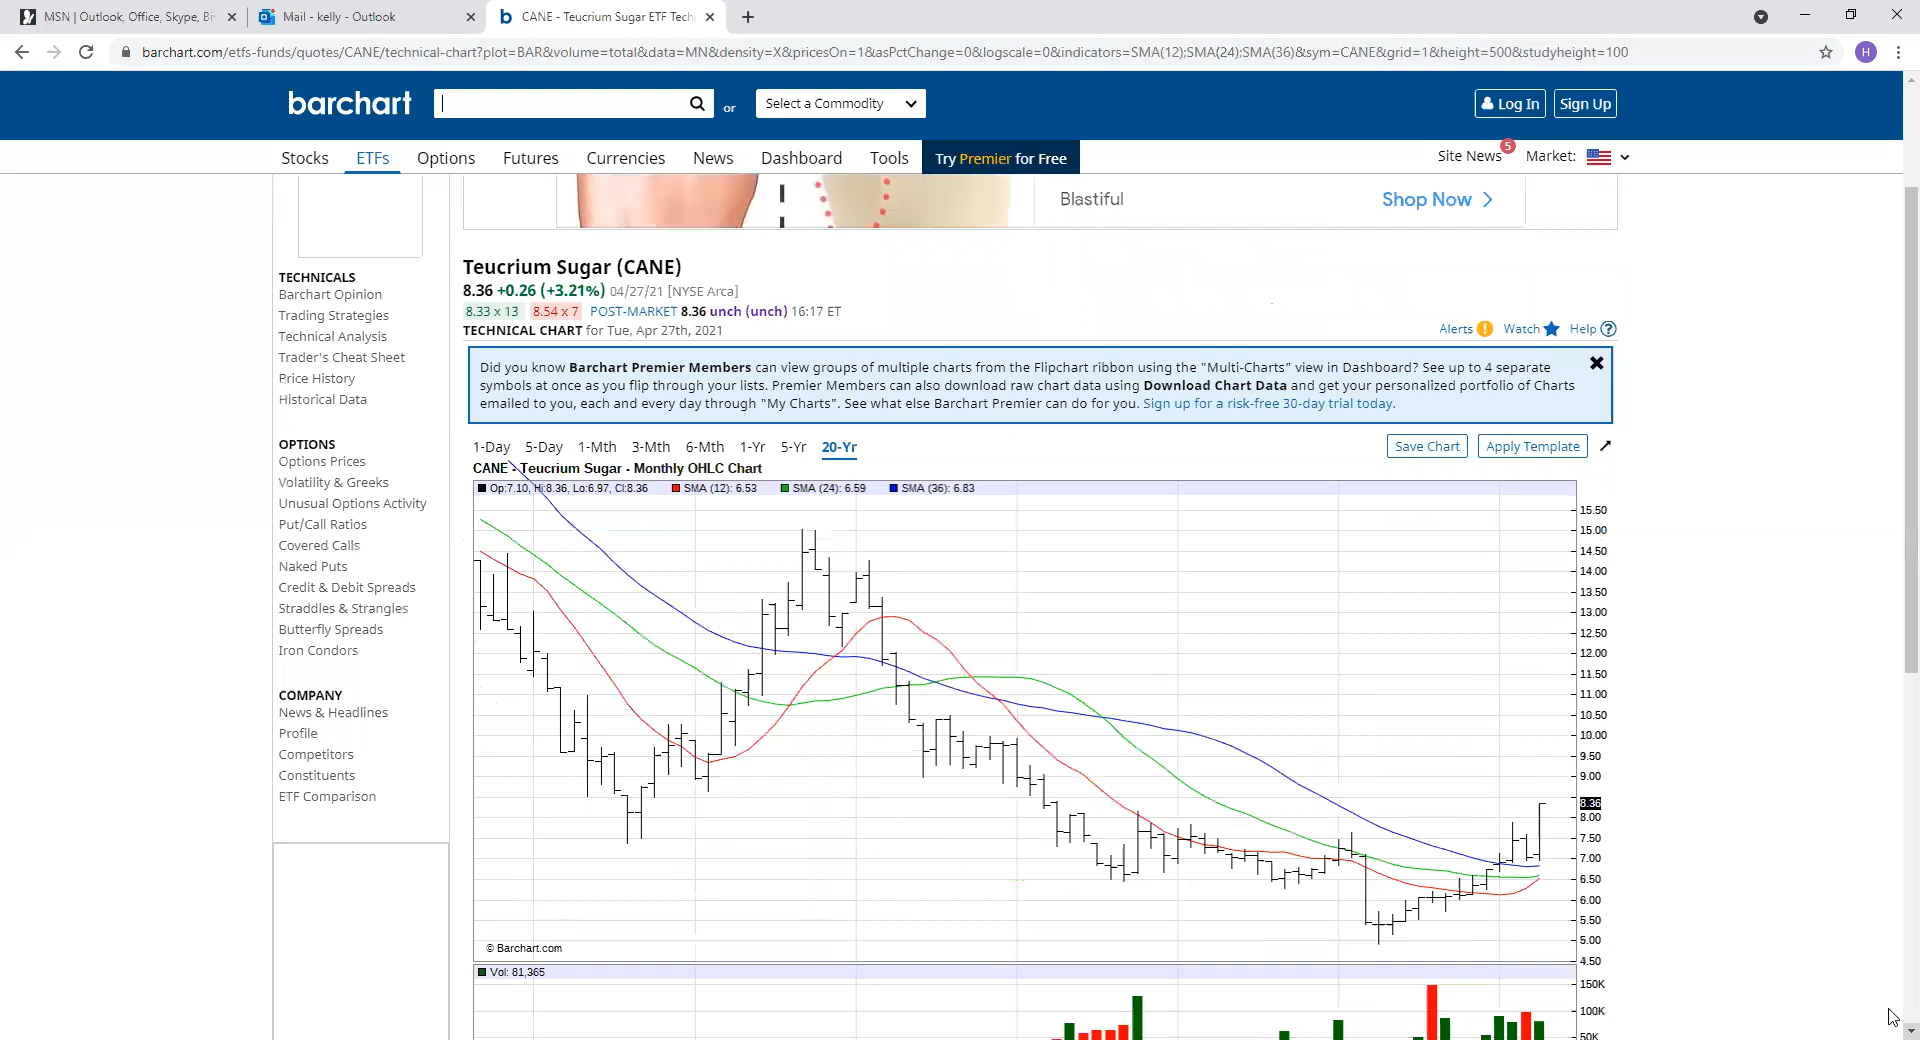 MSN | Outlook, Office, Skype, Bi
Mail - kelly - Outlook
CANE - Teucrium Sugar ETF Tech
barchart.com/etfs-funds/quotes/CANE/technical-chart?plot=BAR&volume=total&data=MN&density=X&pricesOn=1&asPctChange=0&logscale=0&indicators=SMA(12);SMA(24);SMA(36)&sym=CANE&grid=1&height=500&studyheight=100
H
barchart
or
Select a Commodity
Log In
Sign Up
Stocks
ETFs
Options
Futures
Currencies
News
Dashboard
Tools
Try Premier for Free
Site News
5
Market:
Blastiful
Shop Now
TECHNICALS
Barchart Opinion
Trading Strategies
Technical Analysis
Trader's Cheat Sheet
Price History
Historical Data
OPTIONS
Options Prices
Volatility & Greeks
Unusual Options Activity
Put/Call Ratios
Covered Calls
Naked Puts
Credit & Debit Spreads
Straddles & Strangles
Butterfly Spreads
Iron Condors
COMPANY
News & Headlines
Profile
Competitors
Constituents
ETF Comparison
Teucrium Sugar (CANE)
8.36 +0.26 (+3.21%) 04/27/21 [NYSE Arca]
8.33 x 13 8.54 x 7 POST-MARKET 8.36 unch (unch) 16:17 ET
TECHNICAL CHART for Tue, Apr 27th, 2021
Alerts
Watch
Help
Did you know Barchart Premier Members can view groups of multiple charts from the Flipchart ribbon using the "Multi-Charts" view in Dashboard? See up to 4 separate
symbols at once as you flip through your lists. Premier Members can also download raw chart data using Download Chart Data and get your personalized portfolio of Charts
emailed to you, each and every day through "My Charts". See what else Barchart Premier can do for you. Sign up for a risk-free 30-day trial today.
1-Day 5-Day 1-Mth 3-Mth 6-Mth 1-Yr 5-Yr 20-Yr
Save Chart
Apply Template
CANE - Teucrium Sugar - Monthly OHLC Chart
Op:7.10, Hi:8.36, Lo:6.97, Cl:8.36 SMA (12): 6.53 SMA (24): 6.59 SMA (36): 6.83
15.50
15.00
14.50
14.00
13.50
13.00
12.50
12.00
11.50
11.00
10.50
10.00
9.50
9.00
8.36
8.00
7.50
7.00
6.50
6.00
5.50
5.00
4.50
© Barchart.com
Vol: 81,365
150K
100K
50K